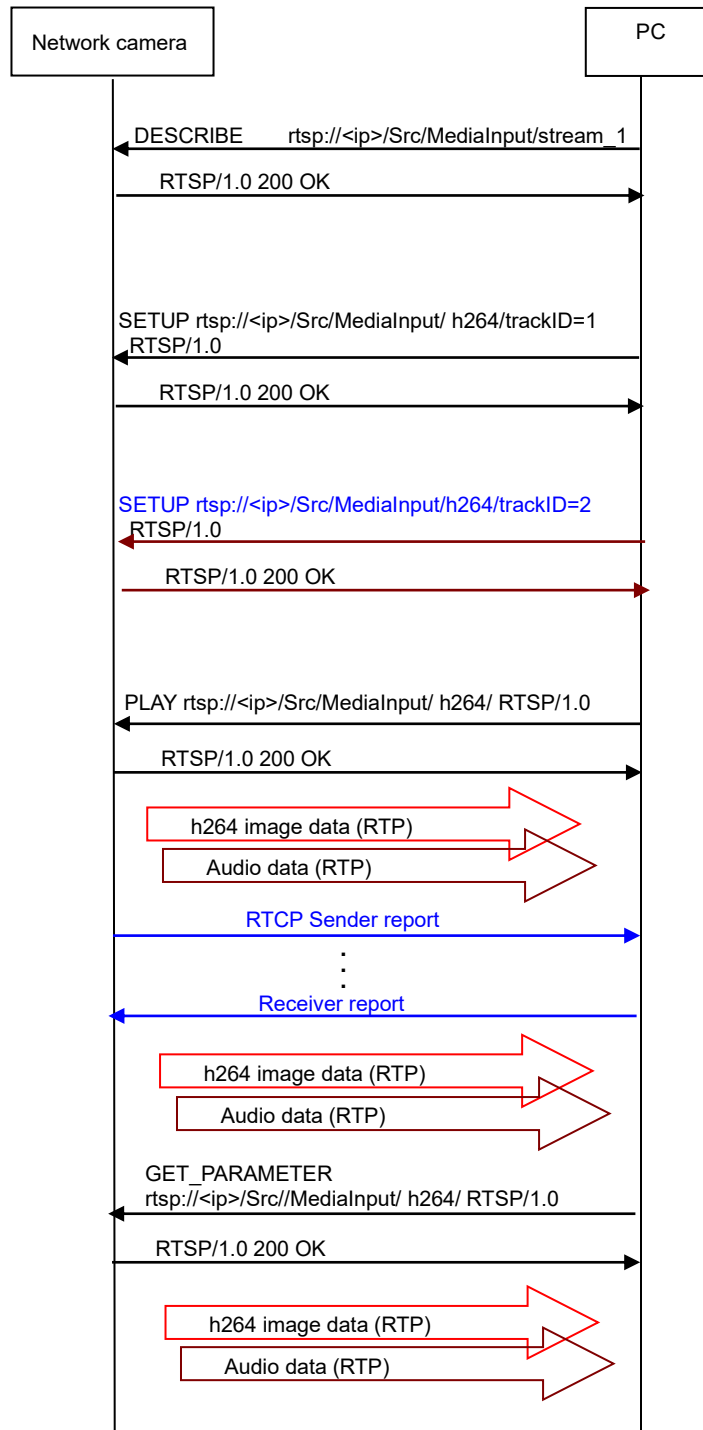 Network camera
PC
DESCRIBE rtsp://<ip>/Src/MediaInput/stream_1
RTSP/1.0 200 OK
SETUP rtsp://<ip>/Src/MediaInput/ h264/trackID=1
RTSP/1.0
RTSP/1.0 200 OK
SETUP rtsp://<ip>/Src/MediaInput/h264/trackID=2
RTSP/1.0
RTSP/1.0 200 OK
PLAY rtsp://<ip>/Src/MediaInput/ h264/ RTSP/1.0
RTSP/1.0 200 OK
h264 image data (RTP)
Audio data (RTP)
RTCP Sender report
Receiver report
h264 image data (RTP)
Audio data (RTP)
GET_PARAMETER
rtsp://<ip>/Src//MediaInput/ h264/ RTSP/1.0
RTSP/1.0 200 OK
h264 image data (RTP)
Audio data (RTP)